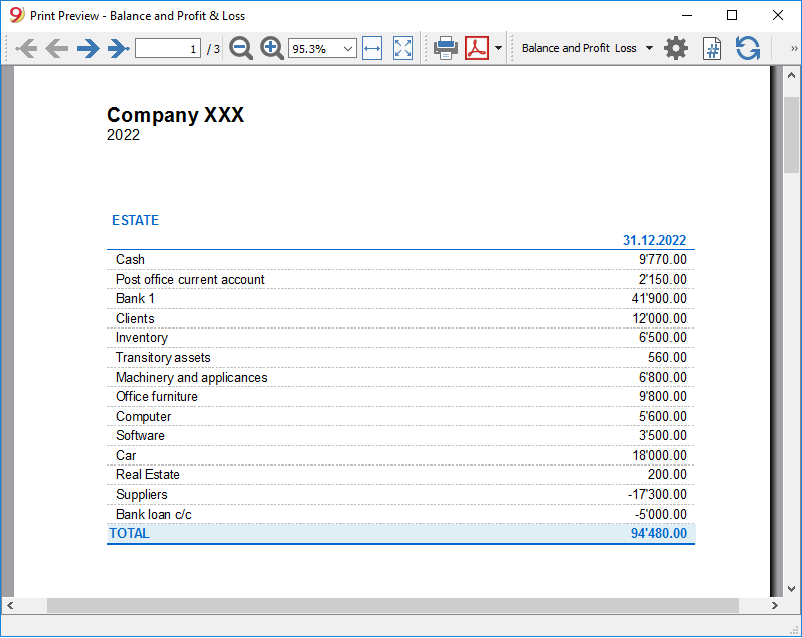 Print Preview - Balance and Profit & Loss
1 / 3 95.3% Balance and Profit Loss »
Company XXX
2022
ESTATE
31.12.2022
Cash 9'770.00
Post office current account 2'150.00
Bank 1 41'900.00
Clients 12'000.00
Inventory 6'500.00
Transitory assets 560.00
Machinery and applicances 6'800.00
Office furniture 9'800.00
Computer 5'600.00
Software 3'500.00
Car 18'000.00
Real Estate 200.00
Suppliers -17'300.00
Bank loan c/c -5'000.00
TOTAL 94'480.00